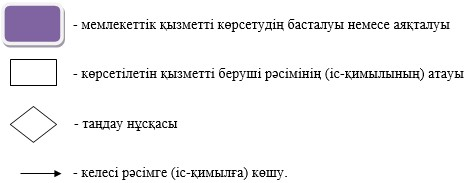 - мемлекеттік қызметті көрсетудің басталуы немесе аяқталуы
- көрсетілетін қызметті беруші рәсімінің (іс-қимылының) атауы
- таңдау нұсқасы
- келесі рәсімге (іс-қимылға) көшу.